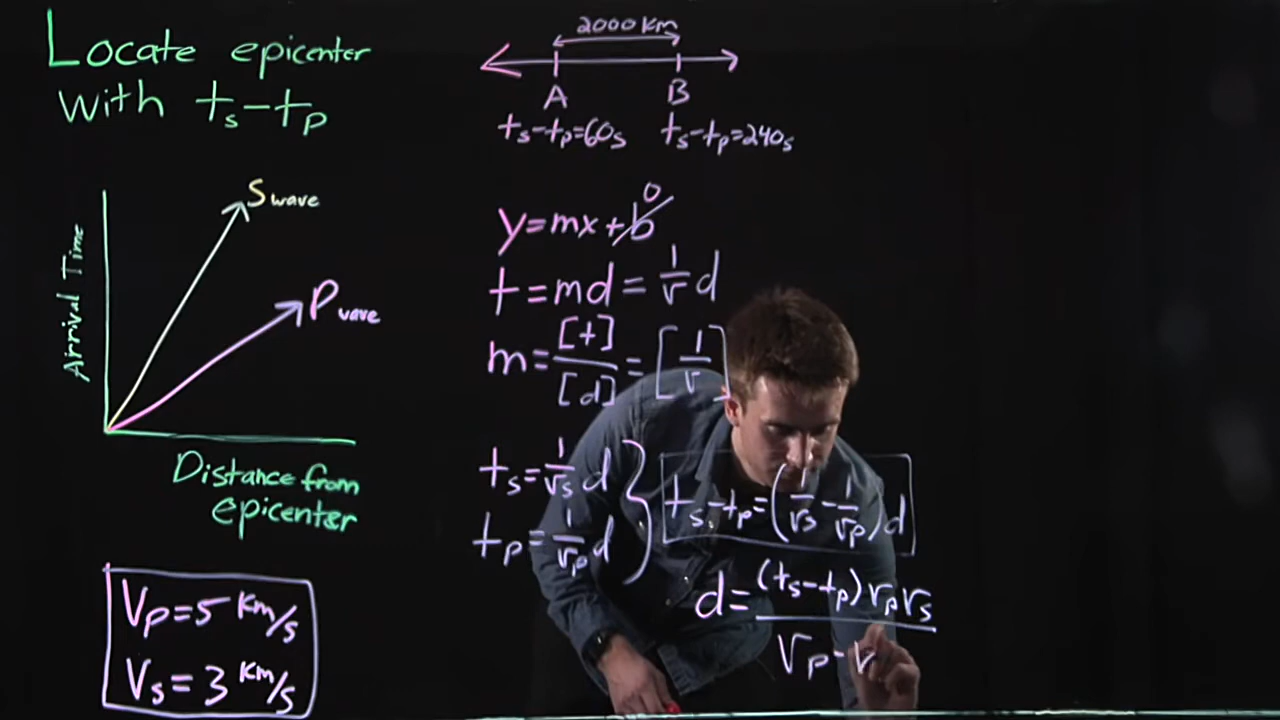 Locate epicenter
with ts-tp
S wave
P wave
Arrival Time
Distance from
epicenter
Vp=5 km/s
Vs=3 km/s
2000 km
A B
ts-tp=60s ts-tp=240s
y=mx+b 0
t=md=1/v d
m=[t]/[d]=[1/v]
ts=1/vs d
tp=1/vp d
ts-tp=(1/vs-1/vp)d
d=(ts-tp)vpvs/vp-v